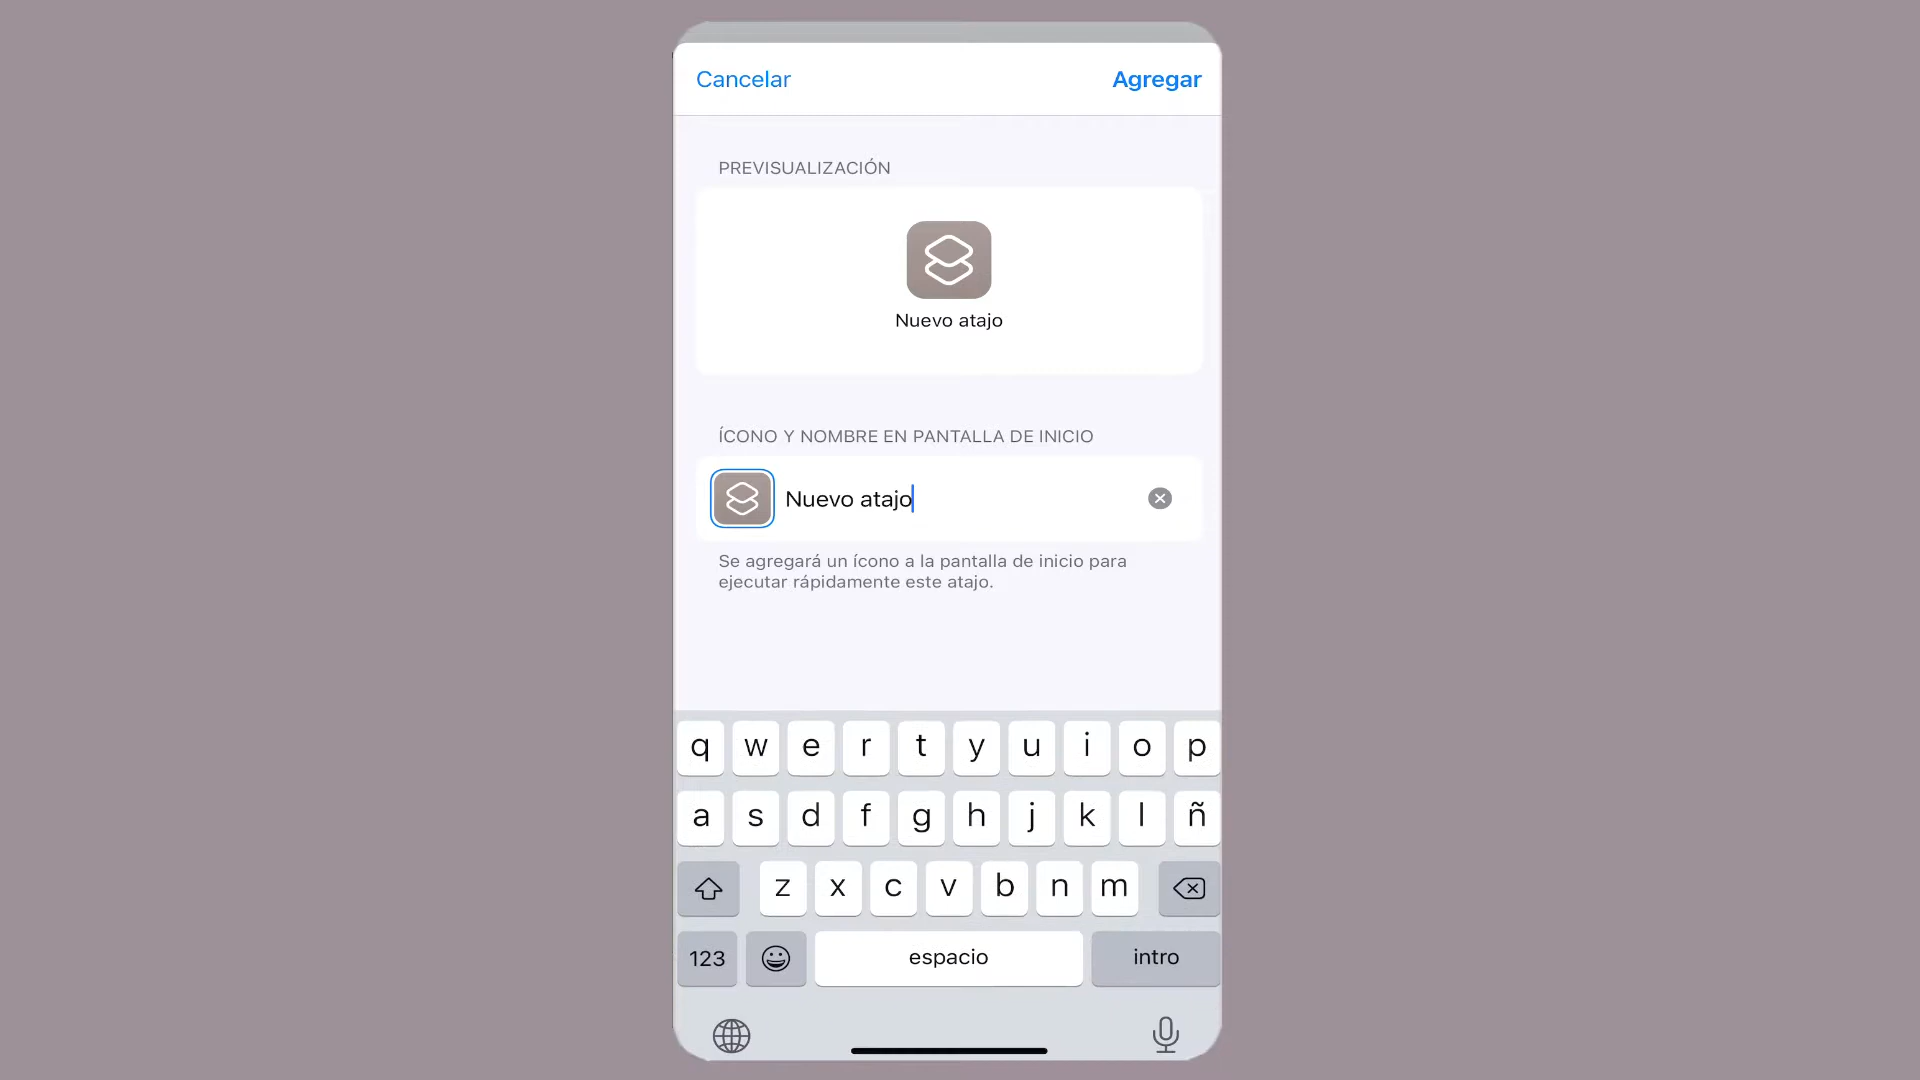 Cancelar
Agregar
PREVISUALIZACIÓN
Nuevo atajo
ÍCONO Y NOMBRE EN PANTALLA DE INICIO
Nuevo atajo
Se agregará un ícono a la pantalla de inicio para
ejecutar rápidamente este atajo.
q w e r t y u i o p
a s d f g h j k l ñ
z x c v b n m
123 espacio intro